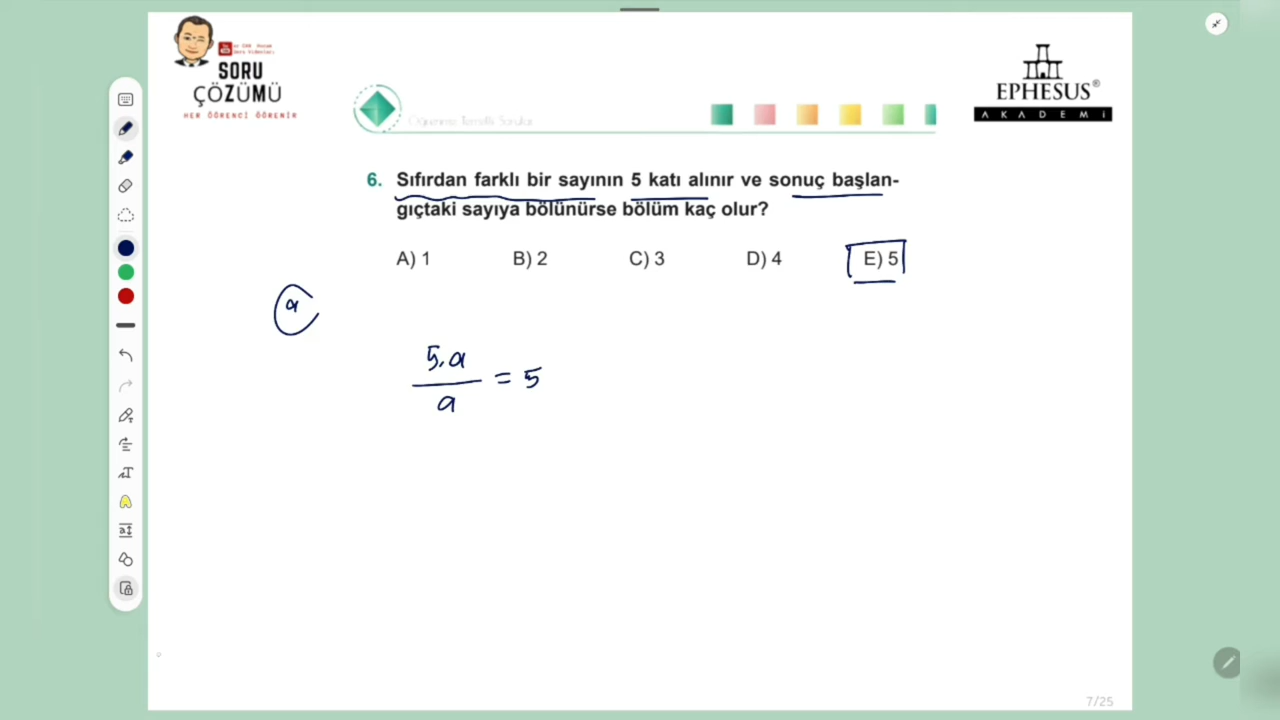 SORU
ÇÖZÜMÜ
HER ÖĞRENCİ ÖĞRENİR
EPHESUS®
AKADEMİ
6. Sıfırdan farklı bir sayının 5 katı alınır ve sonuç başlan-
gıçtaki sayıya bölünürse bölüm kaç olur?
A) 1 B) 2 C) 3 D) 4 E) 5
a
5.a
= 5
a
7/25